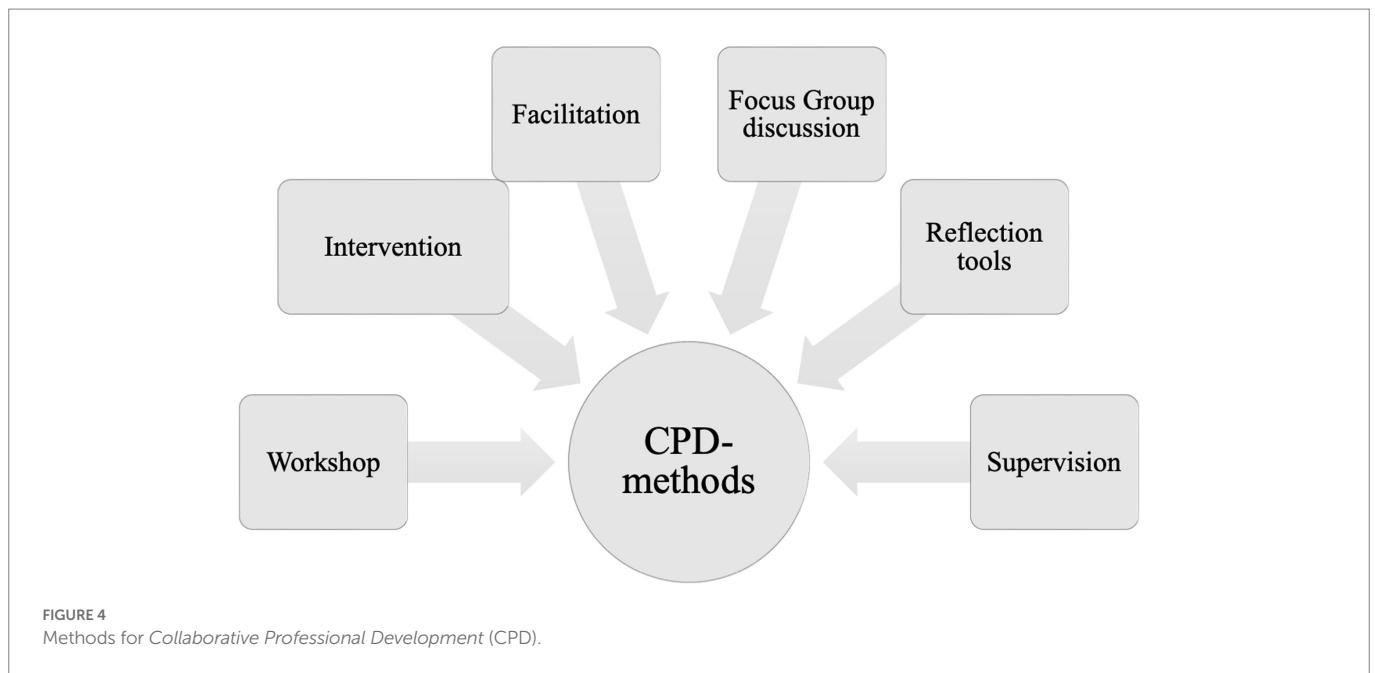 Facilitation
Focus Group
discussion
Intervention
Reflection
tools
Workshop
CPD-
methods
Supervision
FIGURE 4
Methods for Collaborative Professional Development (CPD).